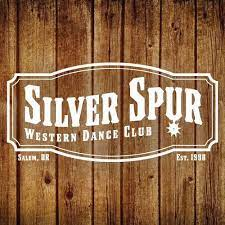 Silver Spur
Western Dance Club
Salem, OR Est. 1998